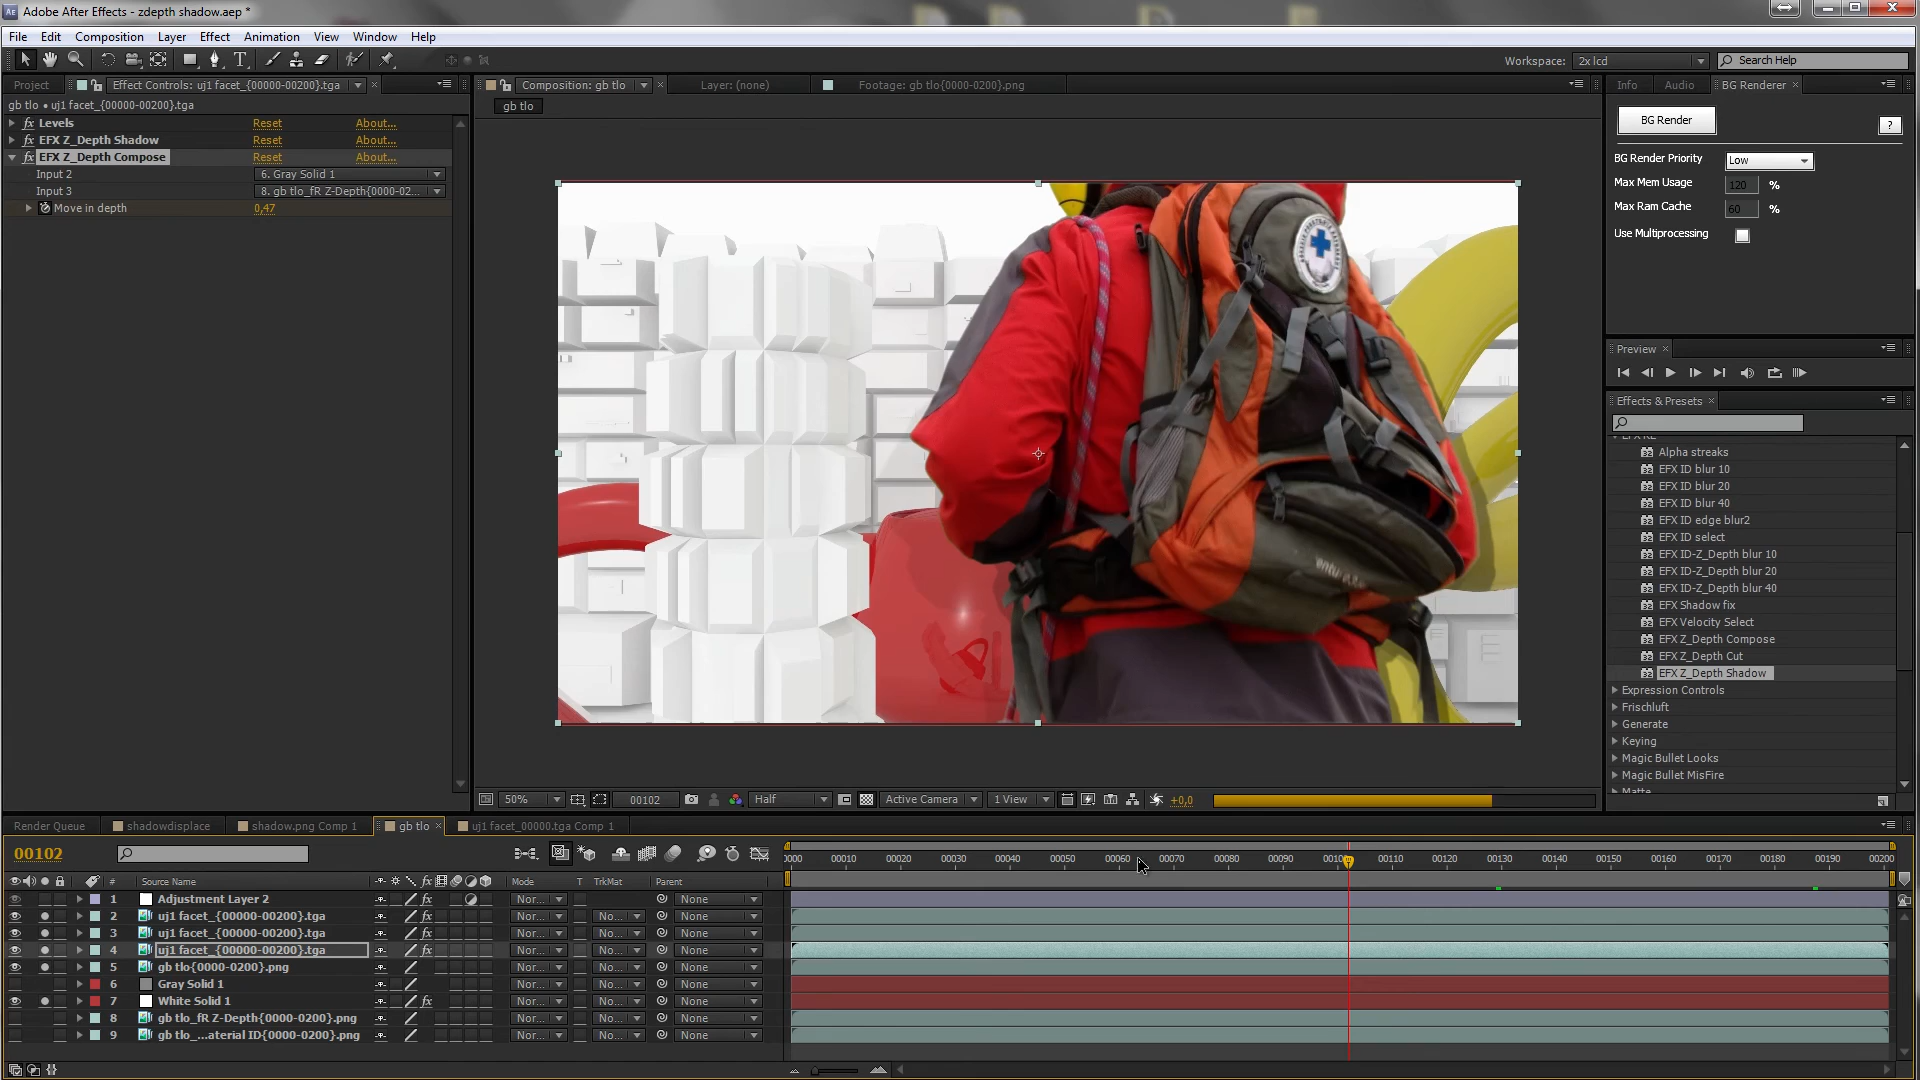 Adobe After Effects - zdepth shadow.aep *
File Edit Composition Layer Effect Animation View Window Help
Workspace: 2x lcd Search Help
Project Effect Controls: uj1 facet_{00000-00200}.tga
gb tlo • uj1 facet_{00000-00200}.tga
fx Levels Reset About...
fx EFX Z_Depth Shadow Reset About...
fx EFX Z_Depth Compose Reset About...
Input 2 6. Gray Solid 1
Input 3 8. gb tlo_fR Z-Depth{0000-02...
Move in depth 0,47
Composition: gb tlo Layer: (none) Footage: gb tlo{0000-0200}.png
gb tlo
50% 00102 Half Active Camera 1 View +0,0
Info Audio BG Renderer
BG Render ?
BG Render Priority Low
Max Mem Usage 120 %
Max Ram Cache 60 %
Use Multiprocessing
Preview
Effects & Presets
Alpha streaks
EFX ID blur 10
EFX ID blur 20
EFX ID blur 40
EFX ID edge blur2
EFX ID select
EFX ID-Z_Depth blur 10
EFX ID-Z_Depth blur 20
EFX ID-Z_Depth blur 40
EFX Shadow fix
EFX Velocity Select
EFX Z_Depth Compose
EFX Z_Depth Cut
EFX Z_Depth Shadow
Expression Controls
Frischluft
Generate
Keying
Magic Bullet Looks
Magic Bullet MisFire
Matte
Render Queue shadowdisplace shadow.png Comp 1 gb tlo uj1 facet_00000.tga Comp 1
00102
0000 00010 00020 00030 00040 00050 00060 00070 00080 00090 00100 00110 00120 00130 00140 00150 00160 00170 00180 00190 00200
# Source Name fx Mode T TrkMat Parent
1 Adjustment Layer 2 fx Nor... None
2 uj1 facet_{00000-00200}.tga fx Nor... No... None
3 uj1 facet_{00000-00200}.tga fx Nor... No... None
4 uj1 facet_{00000-00200}.tga fx Nor... No... None
5 gb tlo{0000-0200}.png Nor... No... None
6 Gray Solid 1 Nor... No... None
7 White Solid 1 fx Nor... No... None
8 gb tlo_fR Z-Depth{0000-0200}.png Nor... No... None
9 gb tlo_...aterial ID{0000-0200}.png Nor... No... None